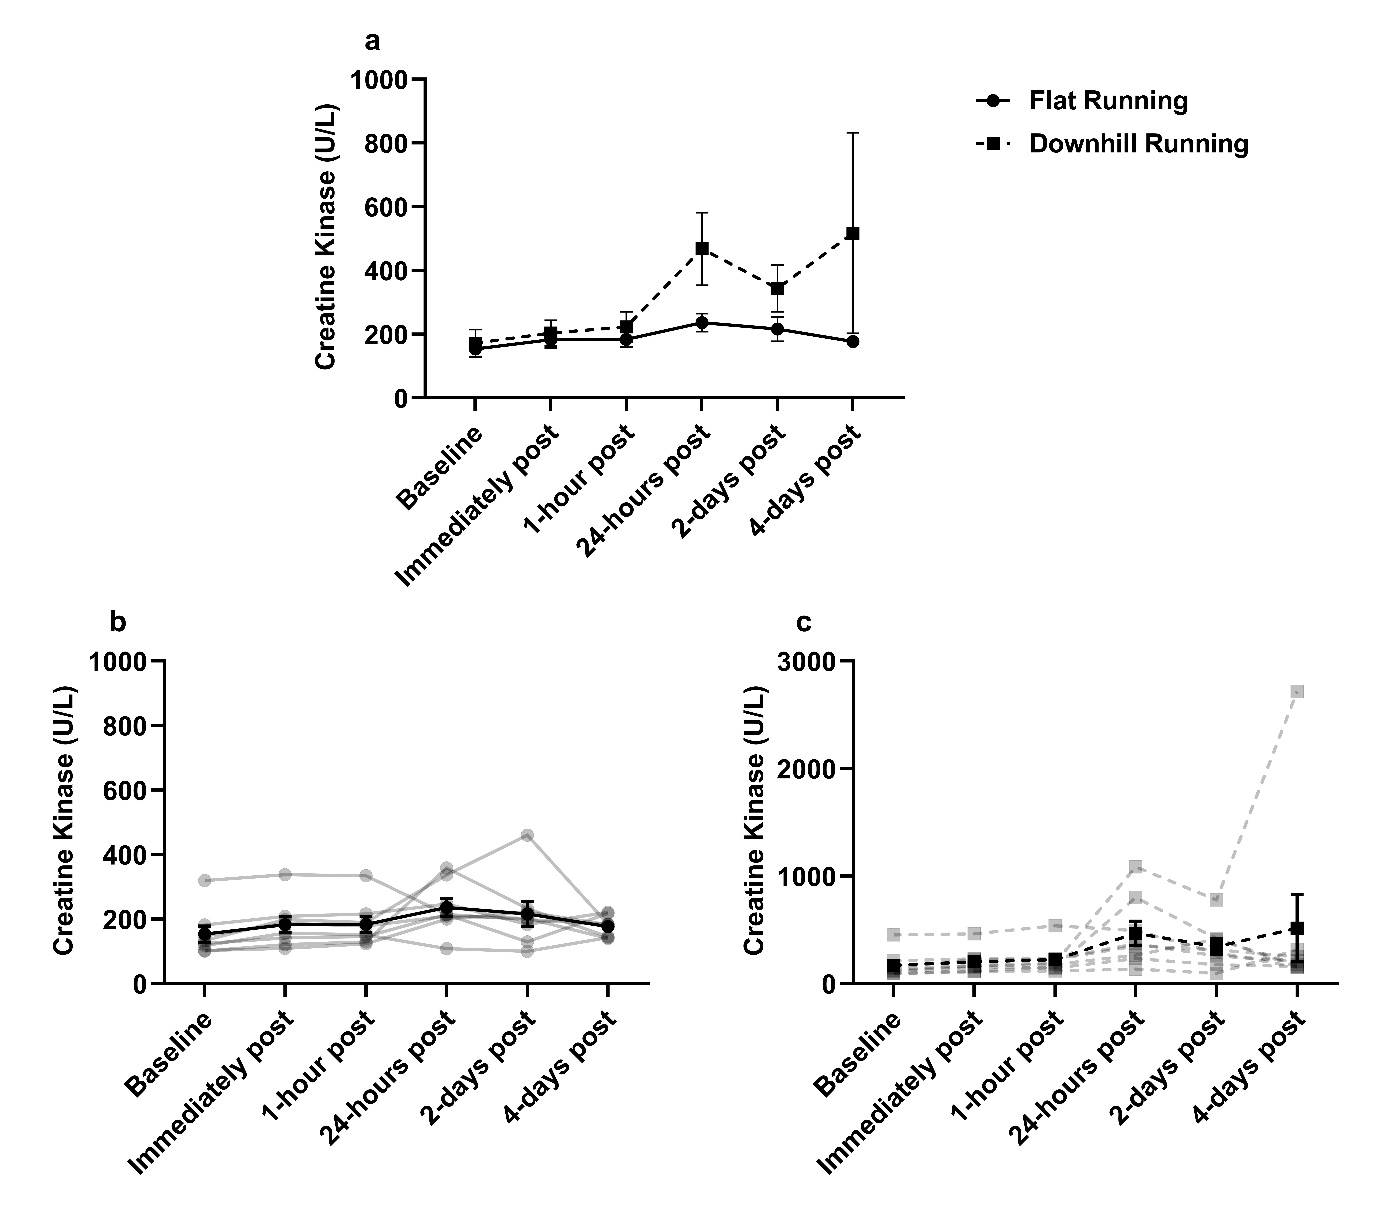 a
Creatine Kinase (U/L)
1000
800
600
400
200
0
Baseline
Immediately post
1-hour post
24-hours post
2-days post
4-days post
Flat Running
Downhill Running
b
Creatine Kinase (U/L)
1000
800
600
400
200
0
Baseline
Immediately post
1-hour post
24-hours post
2-days post
4-days post
c
Creatine Kinase (U/L)
3000
2000
1000
0
Baseline
Immediately post
1-hour post
24-hours post
2-days post
4-days post